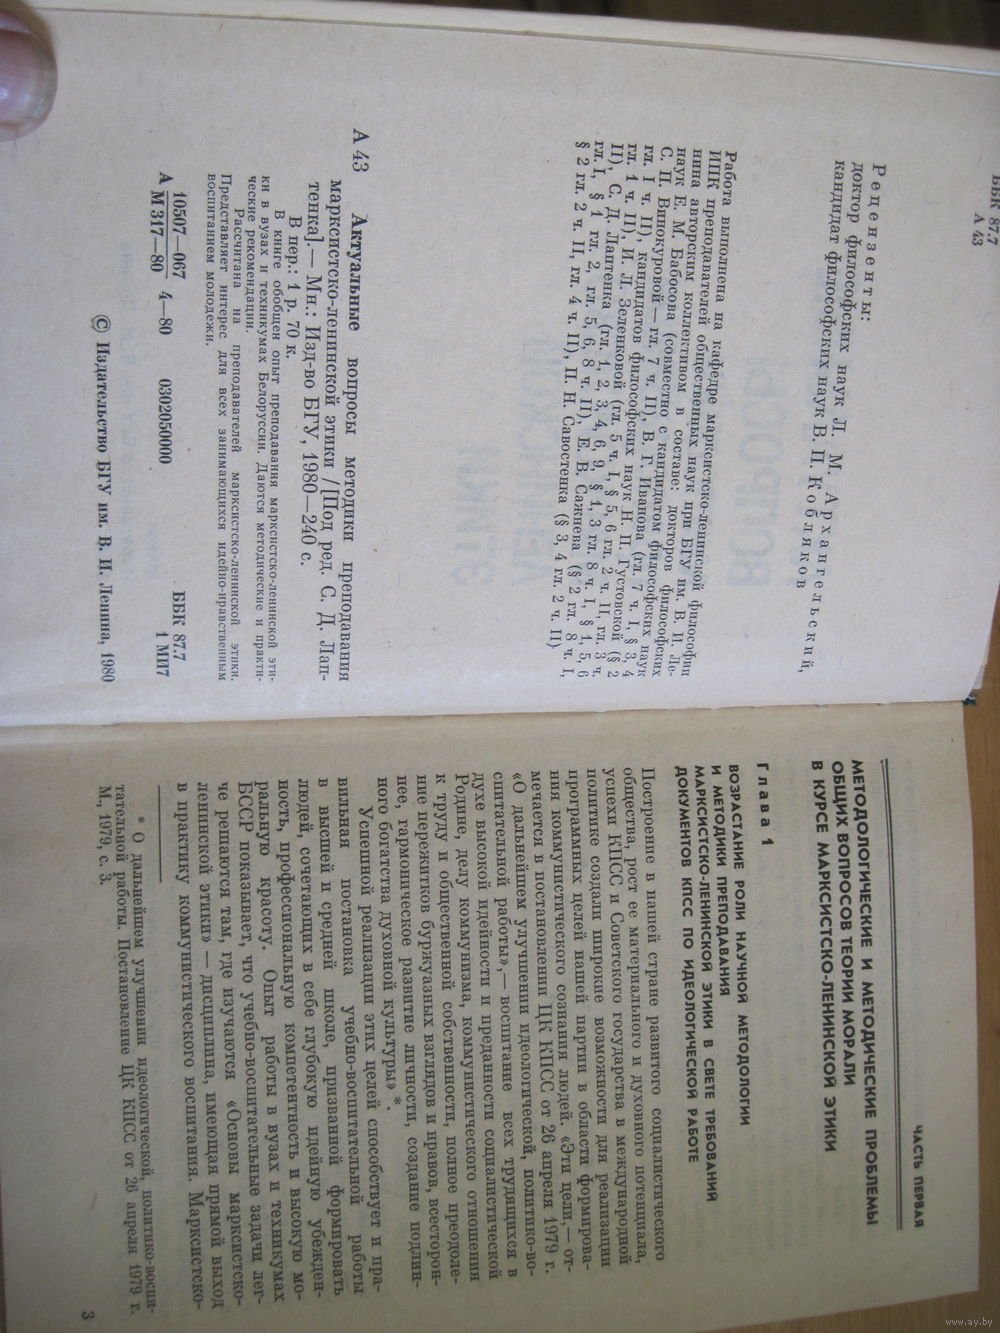 ББК 87.7
А 43
Рецензенты:
доктор философских наук Л. М. Архангельский,
кандидат философских наук В. П. Кобляков
Работа выполнена на кафедре марксистско-ленинской философии
ИПК преподавателей общественных наук при БГУ им. В. И. Ле-
нина авторским коллективом в составе: докторов философских
наук Е. М. Бабосова (совместно с кандидатом философских наук
С. П. Винокуровой — гл. 7 ч. II), В. Г. Иванова (гл. 7 ч. I, § 3, 4
гл. 1 ч. II), кандидатов философских наук Н. П. Густовской (§ 2
гл. 1 ч. II), И. Л. Зеленковой (гл. 5 ч. I, § 5, 6 гл. 2 ч. II, гл. 3 ч.
II), С. Д. Лаптенка (гл. 1, 2, 3, 4, 6, 9, § 1, 3 гл. 8 ч. I, § 1, 5, 6
гл. I, § 1 гл. 2, гл. 5, 6, 8 ч. II), Е. В. Сажнева (§ 2 гл. 8 ч. I,
§ 2 гл. 2 ч. II, гл. 4 ч. II), П. Н. Савостенка (§ 3, 4 гл. 2 ч. II).
А 43 Актуальные вопросы методики преподавания
марксистско-ленинской этики / [Под ред. С. Д. Лап-
тенка]. — Мн.: Изд-во БГУ, 1980—240 с.
В пер.: 1 р. 70 к.
В книге обобщен опыт преподавания марксистско-ленинской эти-
ки в вузах и техникумах Белоруссии. Даются методические и практи-
ческие рекомендации.
Рассчитана на преподавателей марксистско-ленинской этики.
Представляет интерес для всех занимающихся идейно-нравственным
воспитанием молодежи.
А 10507—067 М 317—80 4—80 0302050000 ББК 87.7
1 МП7
© Издательство БГУ им. В. И. Ленина, 1980
ЧАСТЬ ПЕРВАЯ
МЕТОДОЛОГИЧЕСКИЕ И МЕТОДИЧЕСКИЕ ПРОБЛЕМЫ
ОБЩИХ ВОПРОСОВ ТЕОРИИ МОРАЛИ
В КУРСЕ МАРКСИСТСКО-ЛЕНИНСКОЙ ЭТИКИ
Глава 1
ВОЗРАСТАНИЕ РОЛИ НАУЧНОЙ МЕТОДОЛОГИИ
И МЕТОДИКИ ПРЕПОДАВАНИЯ
МАРКСИСТСКО-ЛЕНИНСКОЙ ЭТИКИ В СВЕТЕ ТРЕБОВАНИЙ
ДОКУМЕНТОВ КПСС ПО ИДЕОЛОГИЧЕСКОЙ РАБОТЕ
Построение в нашей стране развитого социалистического
общества, рост ее материального и духовного потенциала,
успехи КПСС и Советского государства в международной
политике создали широкие возможности для реализации
программных целей нашей партии в области формирова-
ния коммунистического сознания людей. «Эти цели, — от-
мечается в постановлении ЦК КПСС от 26 апреля 1979 г.
«О дальнейшем улучшении идеологической, политико-во-
спитательной работы», — воспитание всех трудящихся в
духе высокой идейности и преданности социалистической
Родине, делу коммунизма, коммунистического отношения
к труду и общественной собственности, полное преодоле-
ние пережитков буржуазных взглядов и нравов, всесторон-
нее, гармоническое развитие личности, создание подлин-
ного богатства духовной культуры» *.
Успешной реализации этих целей способствует и пра-
вильная постановка учебно-воспитательной работы
в высшей и средней школе, призванной формировать
людей, сочетающих в себе глубокую идейную убежден-
ность, профессиональную компетентность и высокую мо-
ральную красоту. Опыт работы в вузах и техникумах
БССР показывает, что учебно-воспитательные задачи лег-
че решаются там, где изучаются «Основы марксистско-
ленинской этики» — дисциплина, имеющая прямой выход
в практику коммунистического воспитания. Марксистско-
* О дальнейшем улучшении идеологической, политико-воспи-
тательной работы. Постановление ЦК КПСС от 26 апреля 1979 г.
М., 1979, с. 3.
3
www.ay.by